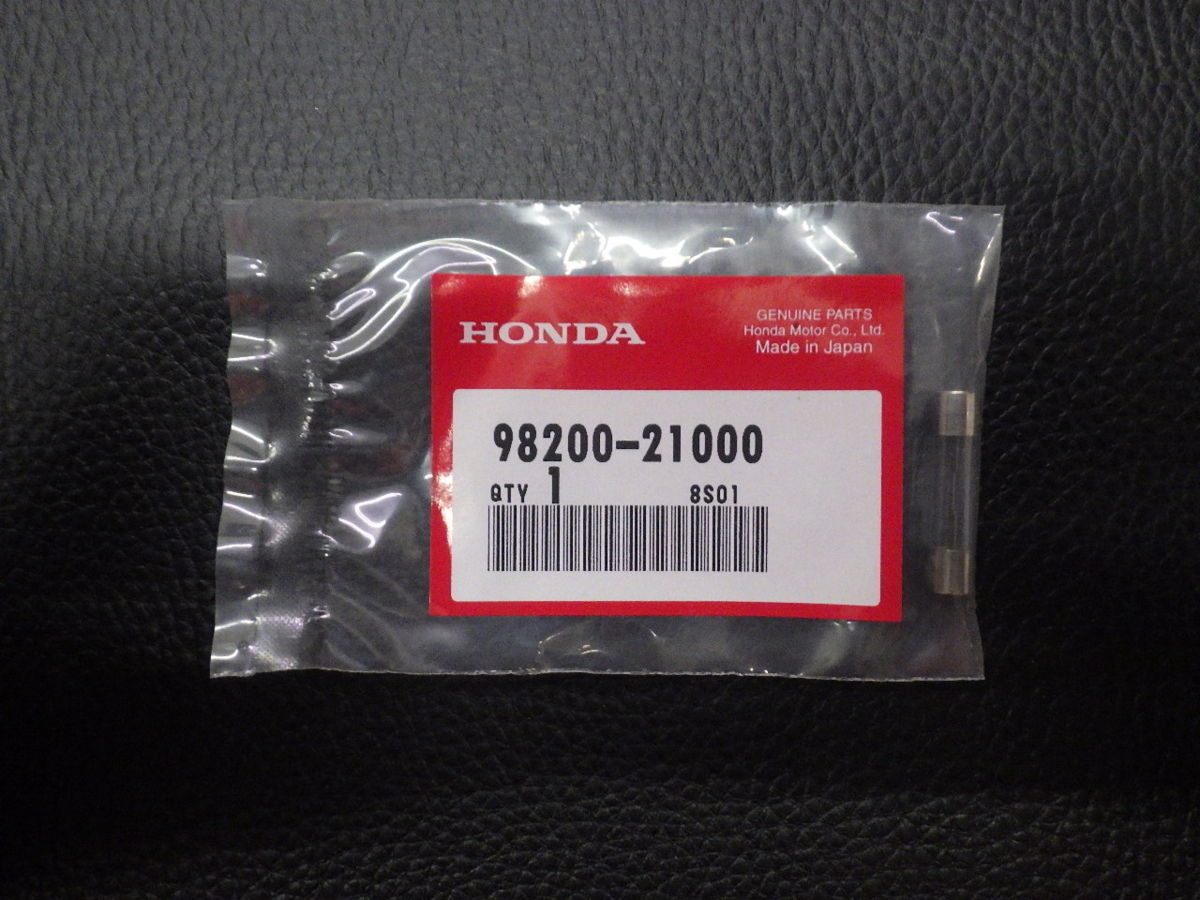 HONDA
GENUINE PARTS
Honda Motor Co., Ltd.
Made in Japan
98200-21000
QTY 1 8S01